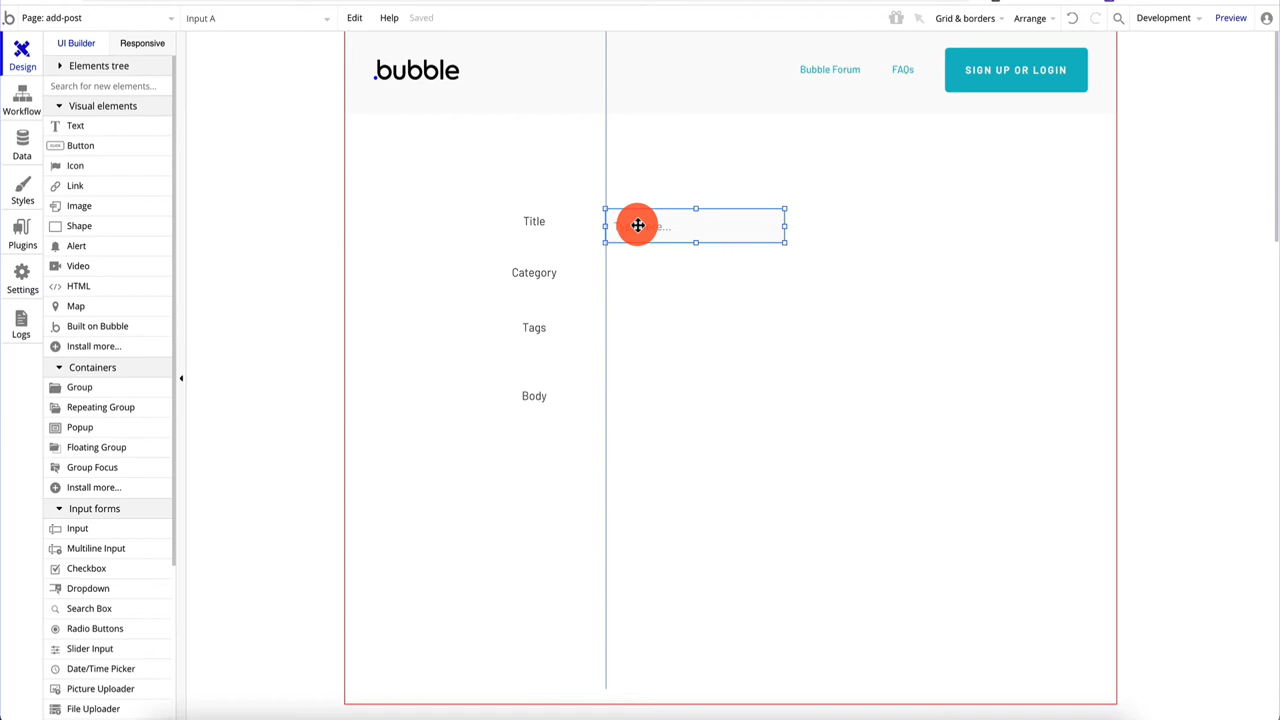 Page: add-post
Input A
Edit
Help
Saved
Grid & borders
Arrange
Development
Preview
Design
Workflow
Data
Styles
Plugins
Settings
Logs
UI Builder
Responsive
Elements tree
Search for new elements...
Visual elements
Text
Button
Icon
Link
Image
Shape
Alert
Video
HTML
Map
Built on Bubble
Install more...
Containers
Group
Repeating Group
Popup
Floating Group
Group Focus
Install more...
Input forms
Input
Multiline Input
Checkbox
Dropdown
Search Box
Radio Buttons
Slider Input
Date/Time Picker
Picture Uploader
File Uploader
.bubble
Bubble Forum
FAQs
SIGN UP OR LOGIN
Title
Category
Tags
Body